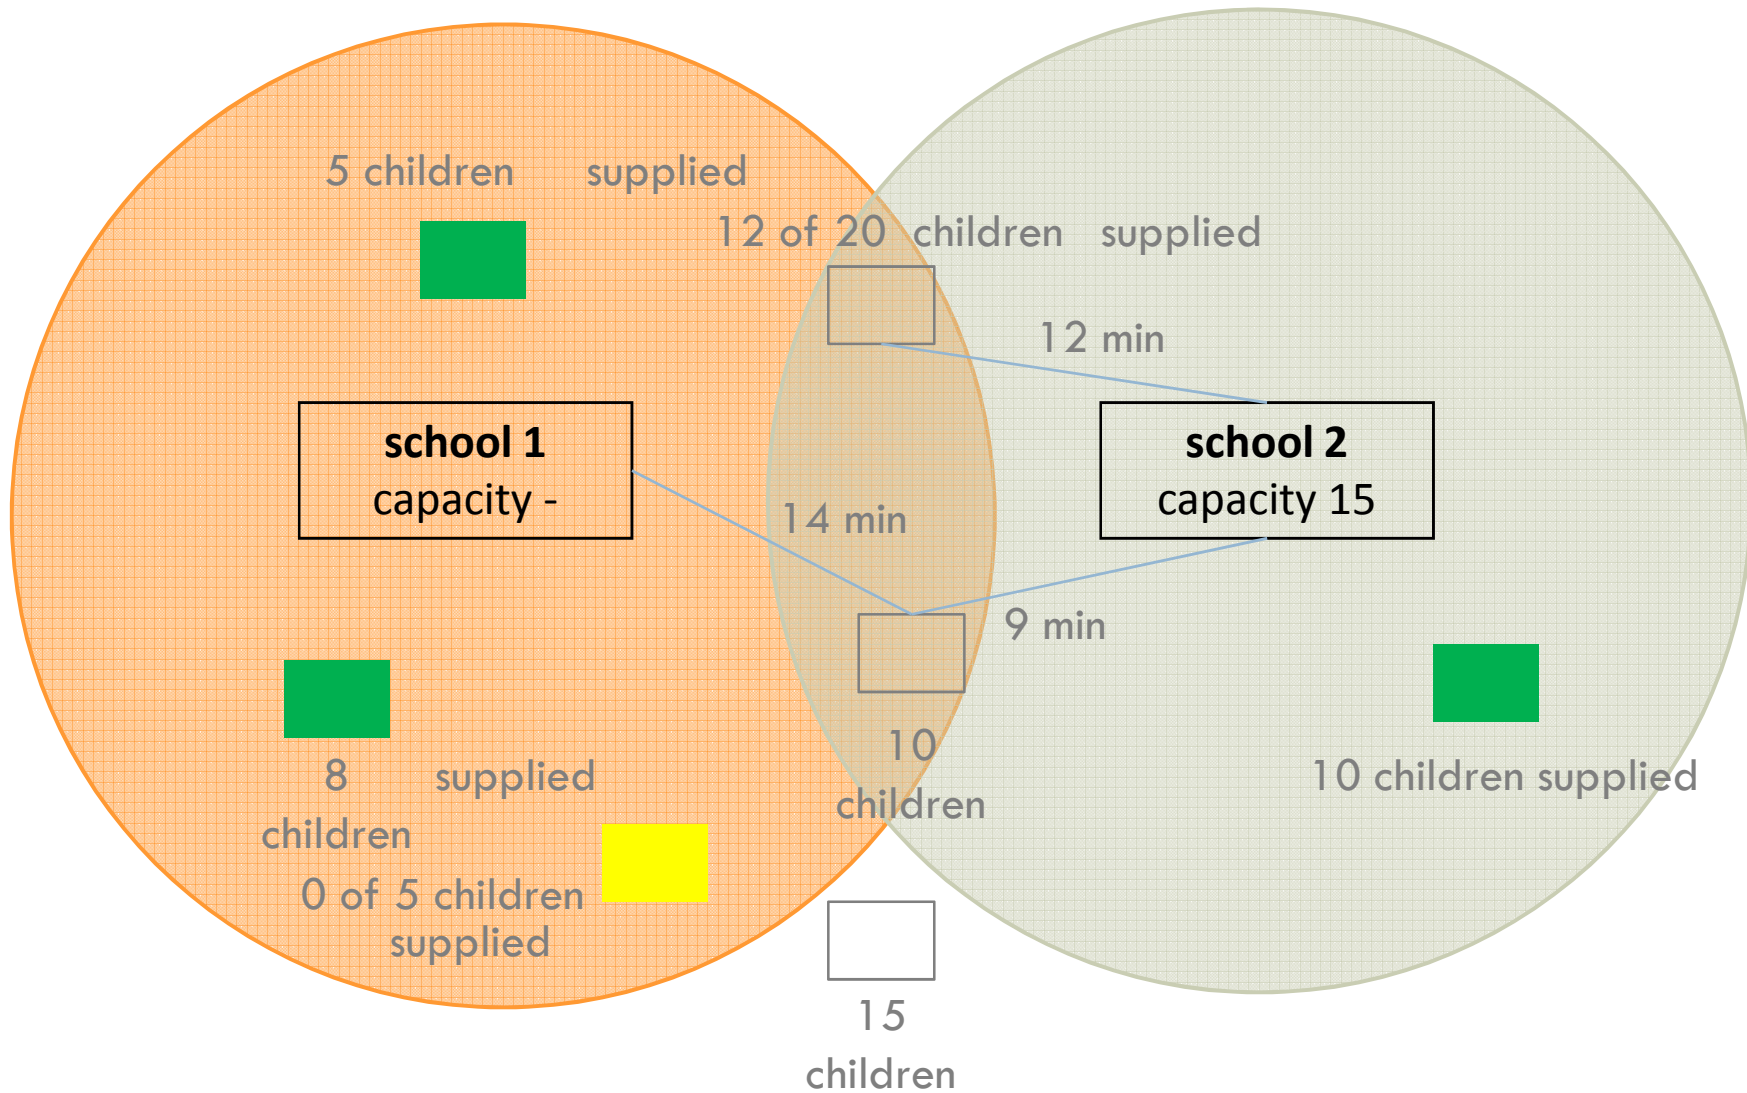 5 children supplied
12 of 20 children supplied
12 min
school 1
capacity -
school 2
capacity 15
14 min
9 min
10
children
8 supplied
children
10 children supplied
0 of 5 children
supplied
15
children